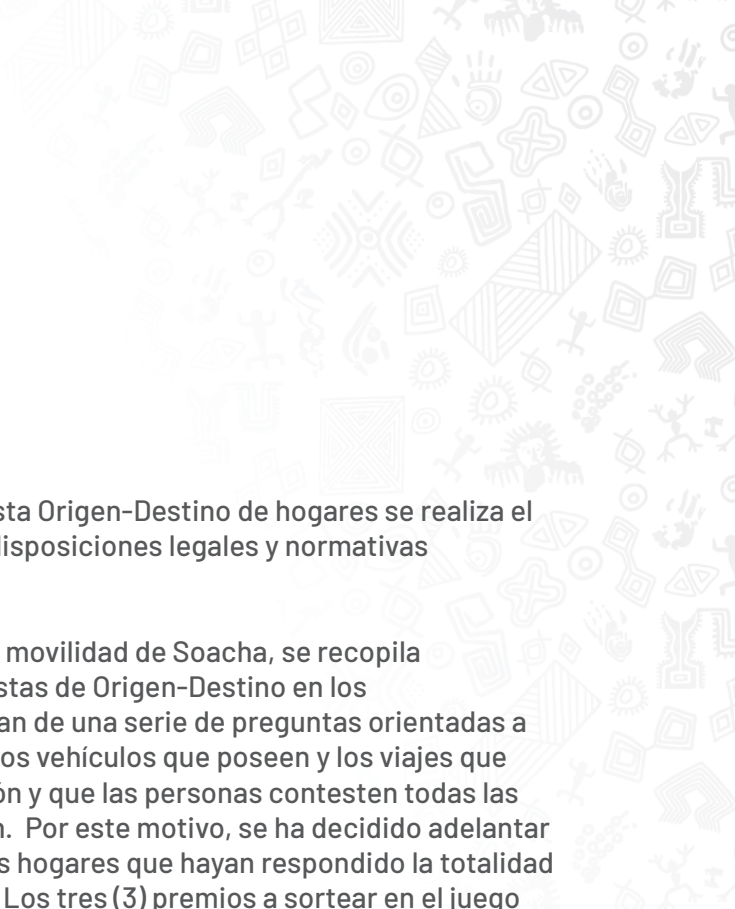 sta Origen-Destino de hogares se realiza el
disposiciones legales y normativas
movilidad de Soacha, se recopila
stas de Origen-Destino en los
an de una serie de preguntas orientadas a
os vehículos que poseen y los viajes que
ón y que las personas contesten todas las
n. Por este motivo, se ha decidido adelantar
s hogares que hayan respondido la totalidad
Los tres (3) premios a sortear en el juego